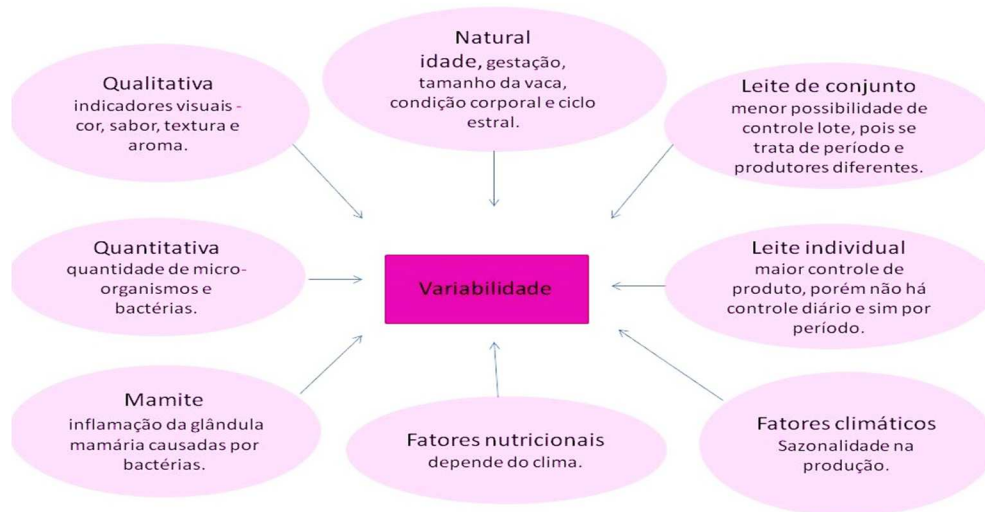 Natural
idade, gestação,
tamanho da vaca,
condição corporal e ciclo
estral.
Qualitativa
indicadores visuais -
cor, sabor, textura e
aroma.
Leite de conjunto
menor possibilidade de
controle lote, pois se
trata de período e
produtores diferentes.
Quantitativa
quantidade de micro-
organismos e
bactérias.
Variabilidade
Leite individual
maior controle de
produto, porém não há
controle diário e sim por
período.
Mamite
inflamação da glândula
mamária causadas por
bactérias.
Fatores nutricionais
depende do clima.
Fatores climáticos
Sazonalidade na
produção.